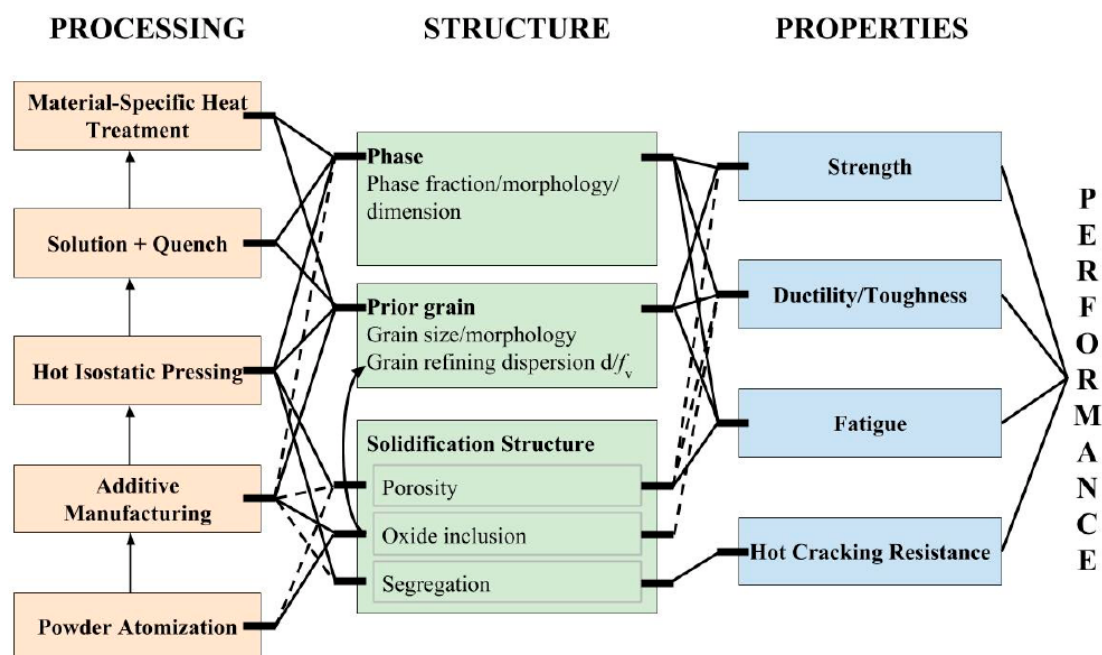 PROCESSING
STRUCTURE
PROPERTIES
Material-Specific Heat
Treatment
Solution + Quench
Hot Isostatic Pressing
Additive
Manufacturing
Powder Atomization
Phase
Phase fraction/morphology/
dimension
Prior grain
Grain size/morphology
Grain refining dispersion d/fv
Solidification Structure
Porosity
Oxide inclusion
Segregation
Strength
Ductility/Toughness
Fatigue
Hot Cracking Resistance
PERFORMANCE